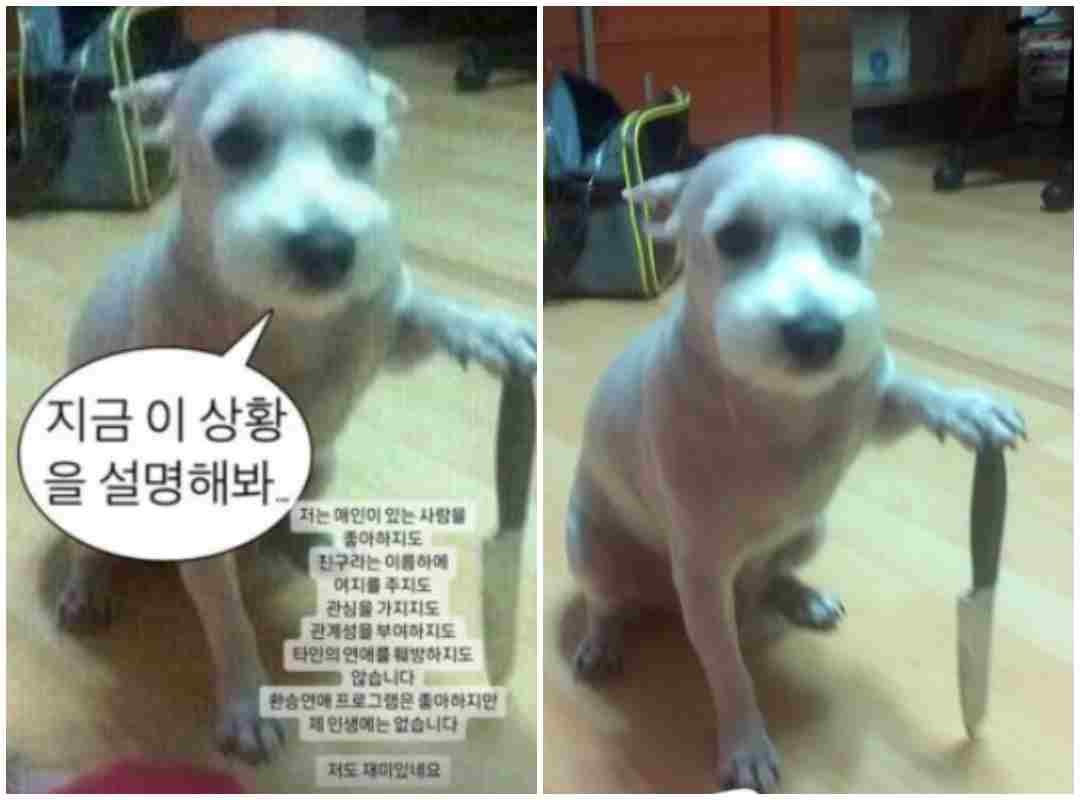 지금 이 상황
을 설명해봐...
저는 애인이 있는 사람을
좋아하지도
친구라는 이름하에
여지를 주지도
관심을 가지지도
관계성을 부여하지도
타인의 연애를 훼방하지도
않습니다
환승연애 프로그램은 좋아하지만
제 인생에는 없습니다
저도 재미있네요